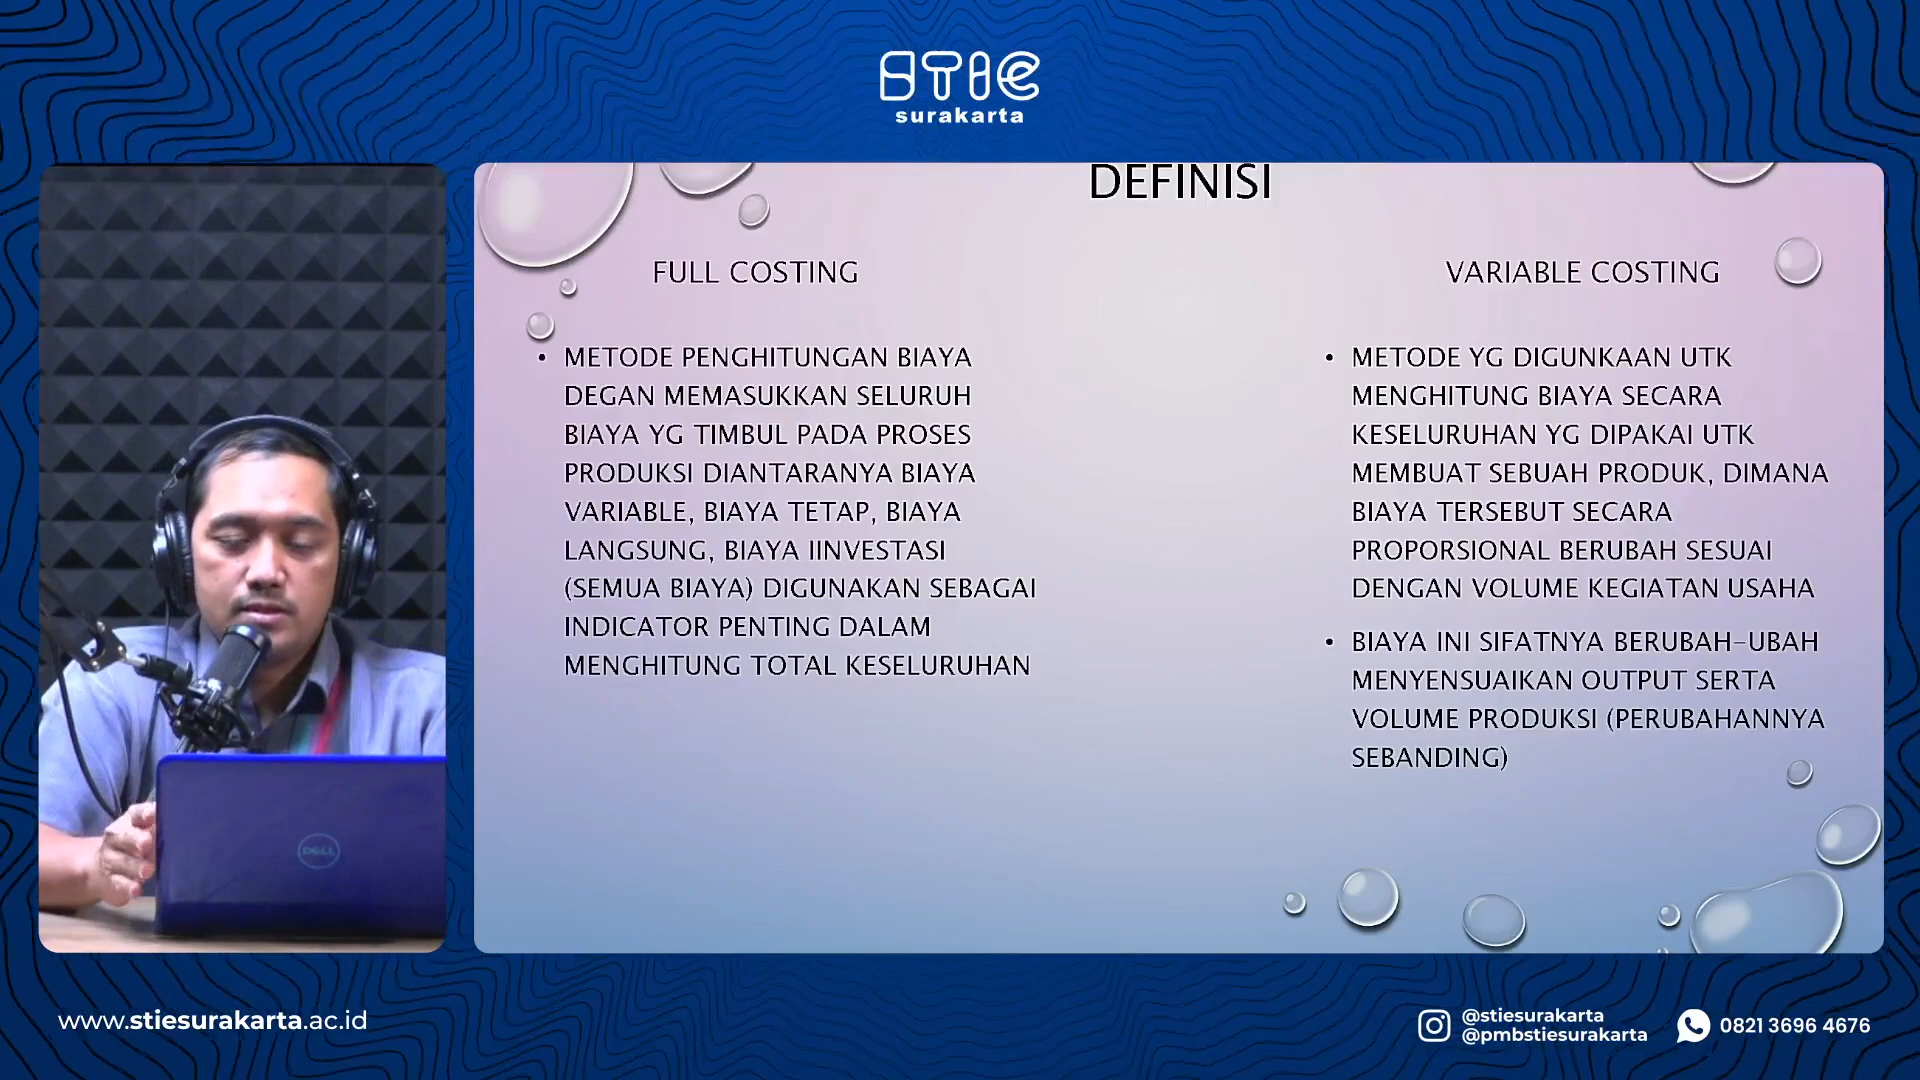 STIE
surakarta
DEFINISI
FULL COSTING
• METODE PENGHITUNGAN BIAYA
DEGAN MEMASUKKAN SELURUH
BIAYA YG TIMBUL PADA PROSES
PRODUKSI DIANTARANYA BIAYA
VARIABLE, BIAYA TETAP, BIAYA
LANGSUNG, BIAYA IINVESTASI
(SEMUA BIAYA) DIGUNAKAN SEBAGAI
INDICATOR PENTING DALAM
MENGHITUNG TOTAL KESELURUHAN
VARIABLE COSTING
• METODE YG DIGUNKAAN UTK
MENGHITUNG BIAYA SECARA
KESELURUHAN YG DIPAKAI UTK
MEMBUAT SEBUAH PRODUK, DIMANA
BIAYA TERSEBUT SECARA
PROPORSIONAL BERUBAH SESUAI
DENGAN VOLUME KEGIATAN USAHA
• BIAYA INI SIFATNYA BERUBAH-UBAH
MENYENSUAIKAN OUTPUT SERTA
VOLUME PRODUKSI (PERUBAHANNYA
SEBANDING)
DELL
www.stiesurakarta.ac.id
@stiesurakarta
@pmbstiesurakarta
0821 3696 4676